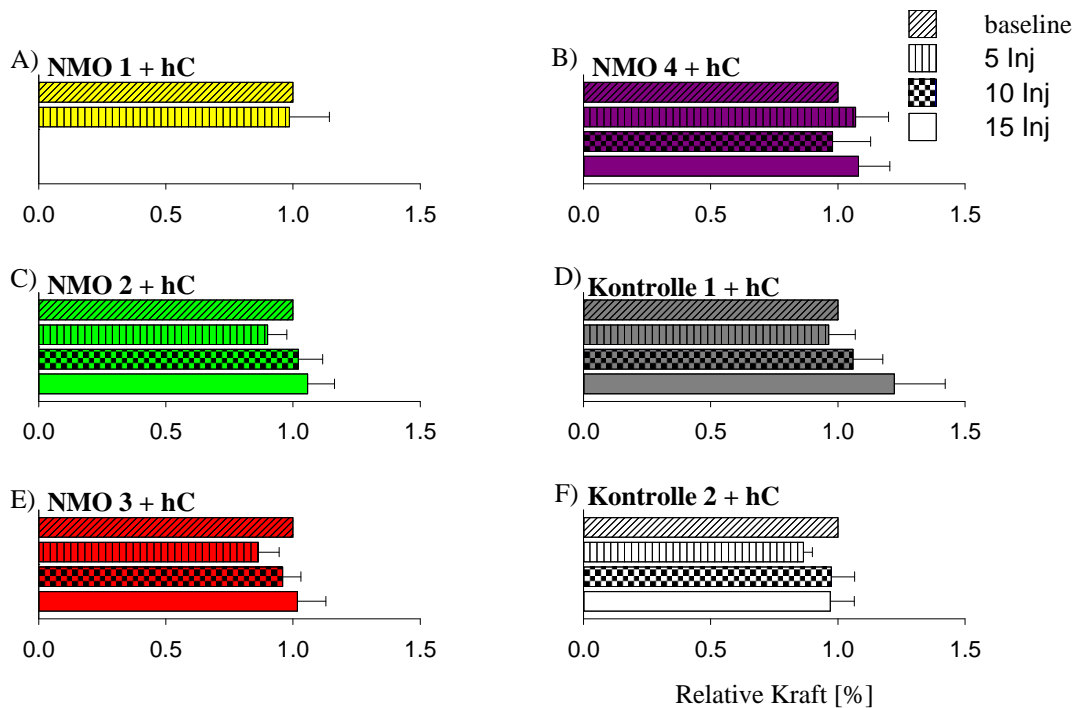 baseline
5 Inj
10 Inj
15 Inj
A) NMO 1 + hC
0.0 0.5 1.0 1.5
B) NMO 4 + hC
0.0 0.5 1.0 1.5
C) NMO 2 + hC
0.0 0.5 1.0 1.5
D) Kontrolle 1 + hC
0.0 0.5 1.0 1.5
E) NMO 3 + hC
0.0 0.5 1.0 1.5
F) Kontrolle 2 + hC
0.0 0.5 1.0 1.5
Relative Kraft [%]